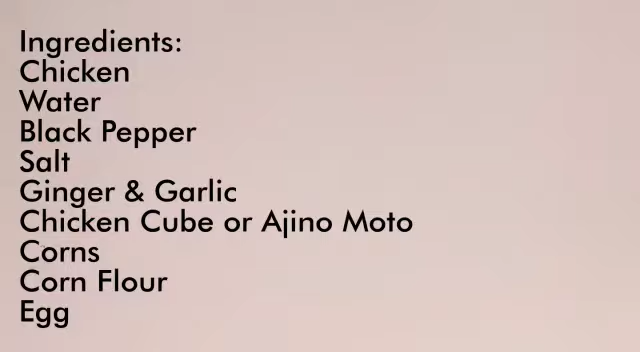 Ingredients:
Chicken
Water
Black Pepper
Salt
Ginger & Garlic
Chicken Cube or Ajino Moto
Corns
Corn Flour
Egg